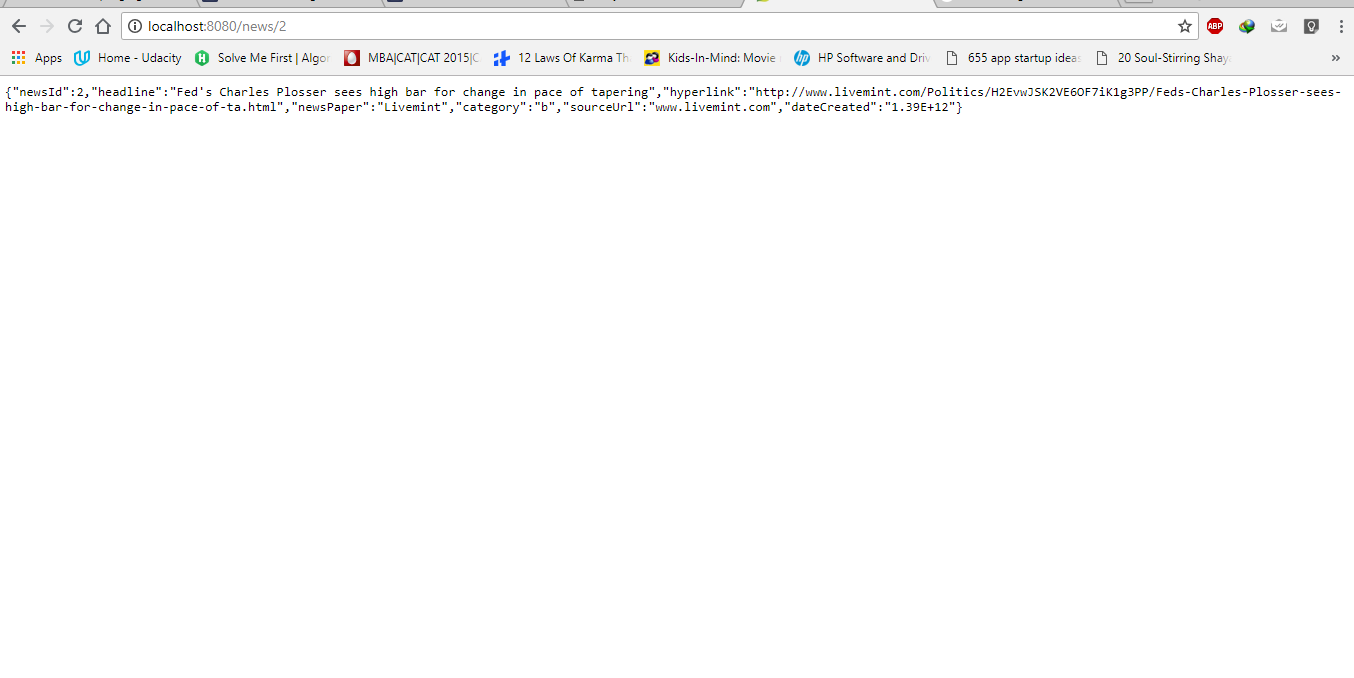 localhost:8080/news/2
ABP
Apps Home - Udacity Solve Me First | Algor MBA|CAT|CAT 2015|C 12 Laws Of Karma Th Kids-In-Mind: Movie HP Software and Driv 655 app startup ideas 20 Soul-Stirring Shay »
{"newsId":2,"headline":"Fed's Charles Plosser sees high bar for change in pace of tapering","hyperlink":"http://www.livemint.com/Politics/H2EvwJSK2VE6OF7iK1g3PP/Feds-Charles-Plosser-sees-
high-bar-for-change-in-pace-of-ta.html","newsPaper":"Livemint","category":"b","sourceUrl":"www.livemint.com","dateCreated":"1.39E+12"}